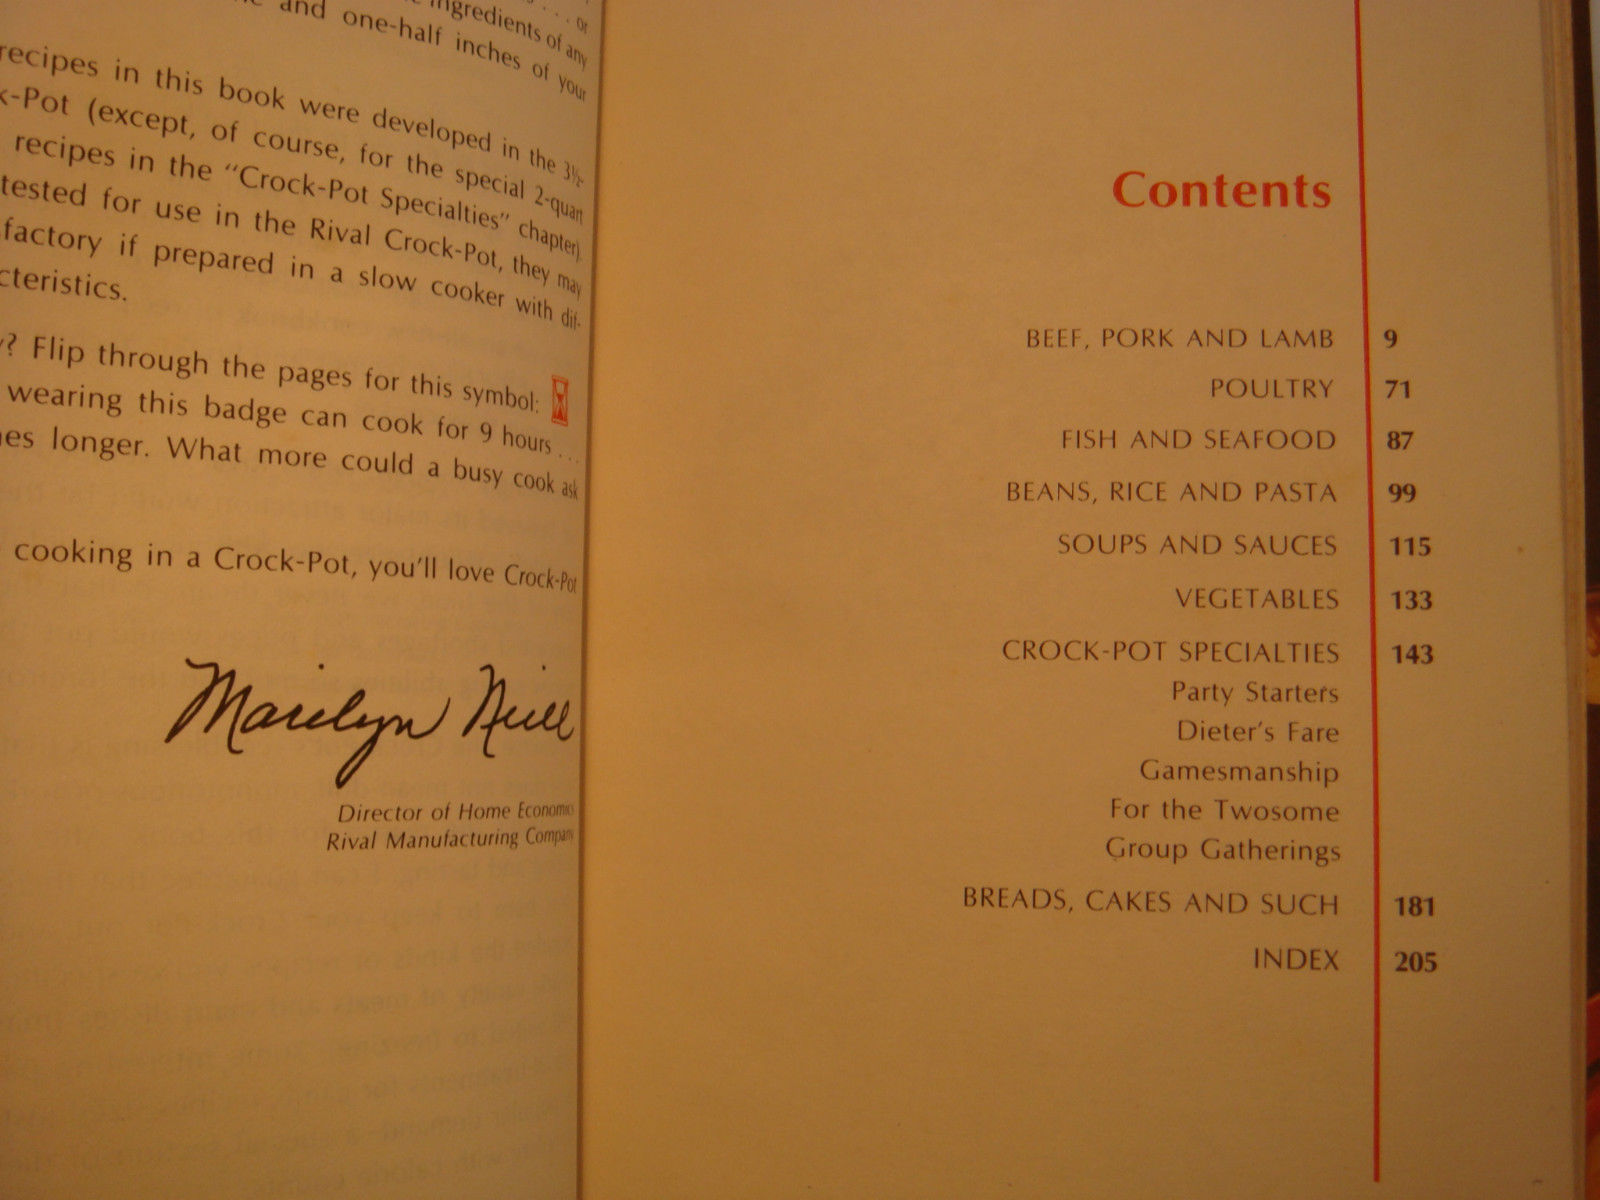 ingredients of any
and one-half inches of your
recipes in this book were developed in the 3½-
k-Pot (except, of course, for the special 2-quart
recipes in the "Crock-Pot Specialties" chapter).
tested for use in the Rival Crock-Pot, they may
factory if prepared in a slow cooker with dif-
cteristics.
y? Flip through the pages for this symbol:
wearing this badge can cook for 9 hours . . .
es longer. What more could a busy cook ask
cooking in a Crock-Pot, you'll love Crock-Pot
Marilyn Neill
Director of Home Economics
Rival Manufacturing Company
Contents
BEEF, PORK AND LAMB 9
POULTRY 71
FISH AND SEAFOOD 87
BEANS, RICE AND PASTA 99
SOUPS AND SAUCES 115
VEGETABLES 133
CROCK-POT SPECIALTIES 143
Party Starters
Dieter's Fare
Gamesmanship
For the Twosome
Group Gatherings
BREADS, CAKES AND SUCH 181
INDEX 205